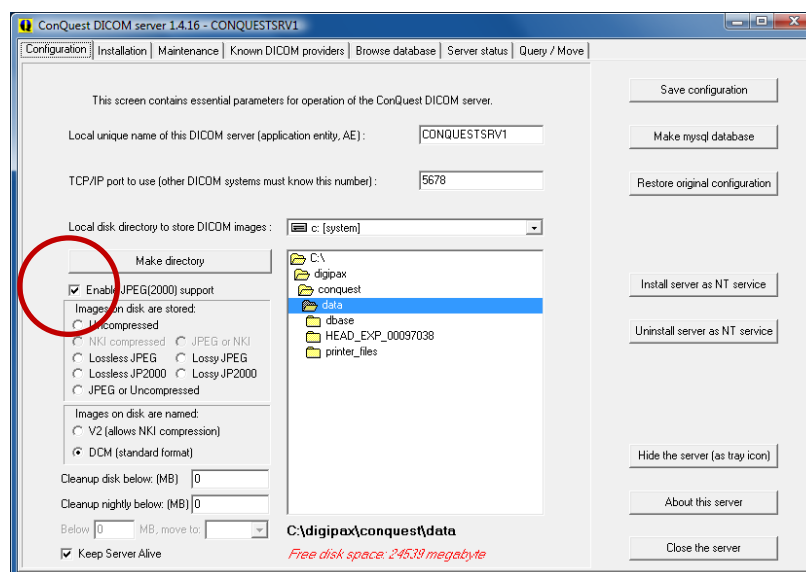 ConQuest DICOM server 1.4.16 - CONQUESTSRV1
Configuration Installation Maintenance Known DICOM providers Browse database Server status Query / Move
This screen contains essential parameters for operation of the ConQuest DICOM server.
Local unique name of this DICOM server (application entity, AE) : CONQUESTSRV1
TCP/IP port to use (other DICOM systems must know this number) : 5678
Local disk directory to store DICOM images : c: [system]
Make directory
Enable JPEG(2000) support
Images on disk are stored:
Uncompressed
NKI compressed JPEG or NKI
Lossless JPEG Lossy JPEG
Lossless JP2000 Lossy JP2000
JPEG or Uncompressed
Images on disk are named:
V2 (allows NKI compression)
DCM (standard format)
Cleanup disk below: (MB) 0
Cleanup nightly below: (MB) 0
Below 0 MB, move to:
Keep Server Alive
C:\
digipax
conquest
data
dbase
HEAD_EXP_00097038
printer_files
C:\digipax\conquest\data
Free disk space: 24539 megabyte
Save configuration
Make mysql database
Restore original configuration
Install server as NT service
Uninstall server as NT service
Hide the server (as tray icon)
About this server
Close the server